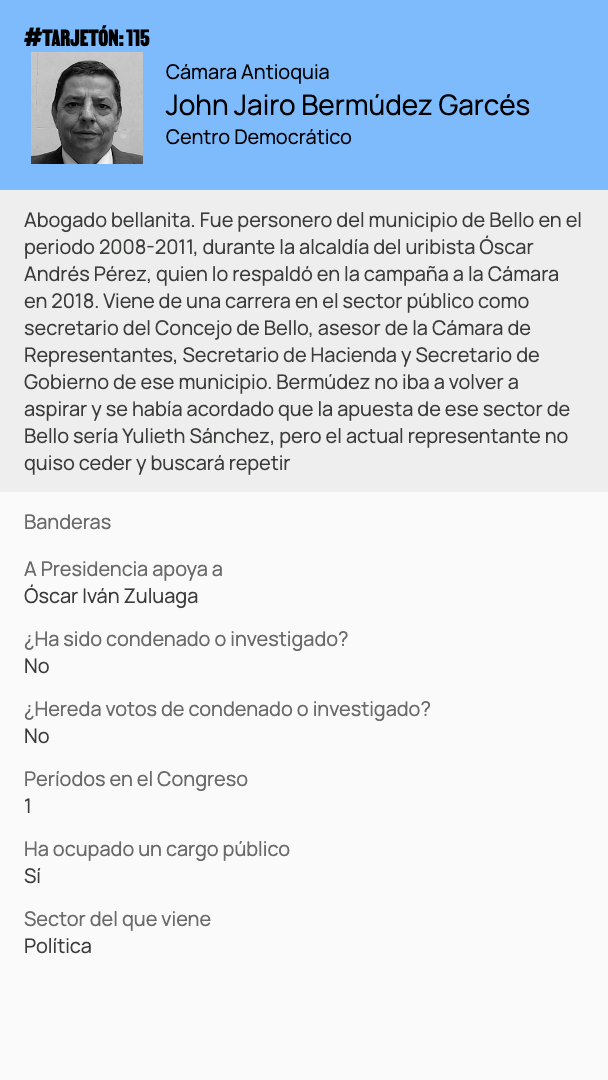 #TARJETÓN: 115
Cámara Antioquia
John Jairo Bermúdez Garcés
Centro Democrático
Abogado bellanita. Fue personero del municipio de Bello en el
periodo 2008-2011, durante la alcaldía del uribista Óscar
Andrés Pérez, quien lo respaldó en la campaña a la Cámara
en 2018. Viene de una carrera en el sector público como
secretario del Concejo de Bello, asesor de la Cámara de
Representantes, Secretario de Hacienda y Secretario de
Gobierno de ese municipio. Bermúdez no iba a volver a
aspirar y se había acordado que la apuesta de ese sector de
Bello sería Yulieth Sánchez, pero el actual representante no
quiso ceder y buscará repetir
Banderas
A Presidencia apoya a
Óscar Iván Zuluaga
¿Ha sido condenado o investigado?
No
¿Hereda votos de condenado o investigado?
No
Períodos en el Congreso
1
Ha ocupado un cargo público
Sí
Sector del que viene
Política